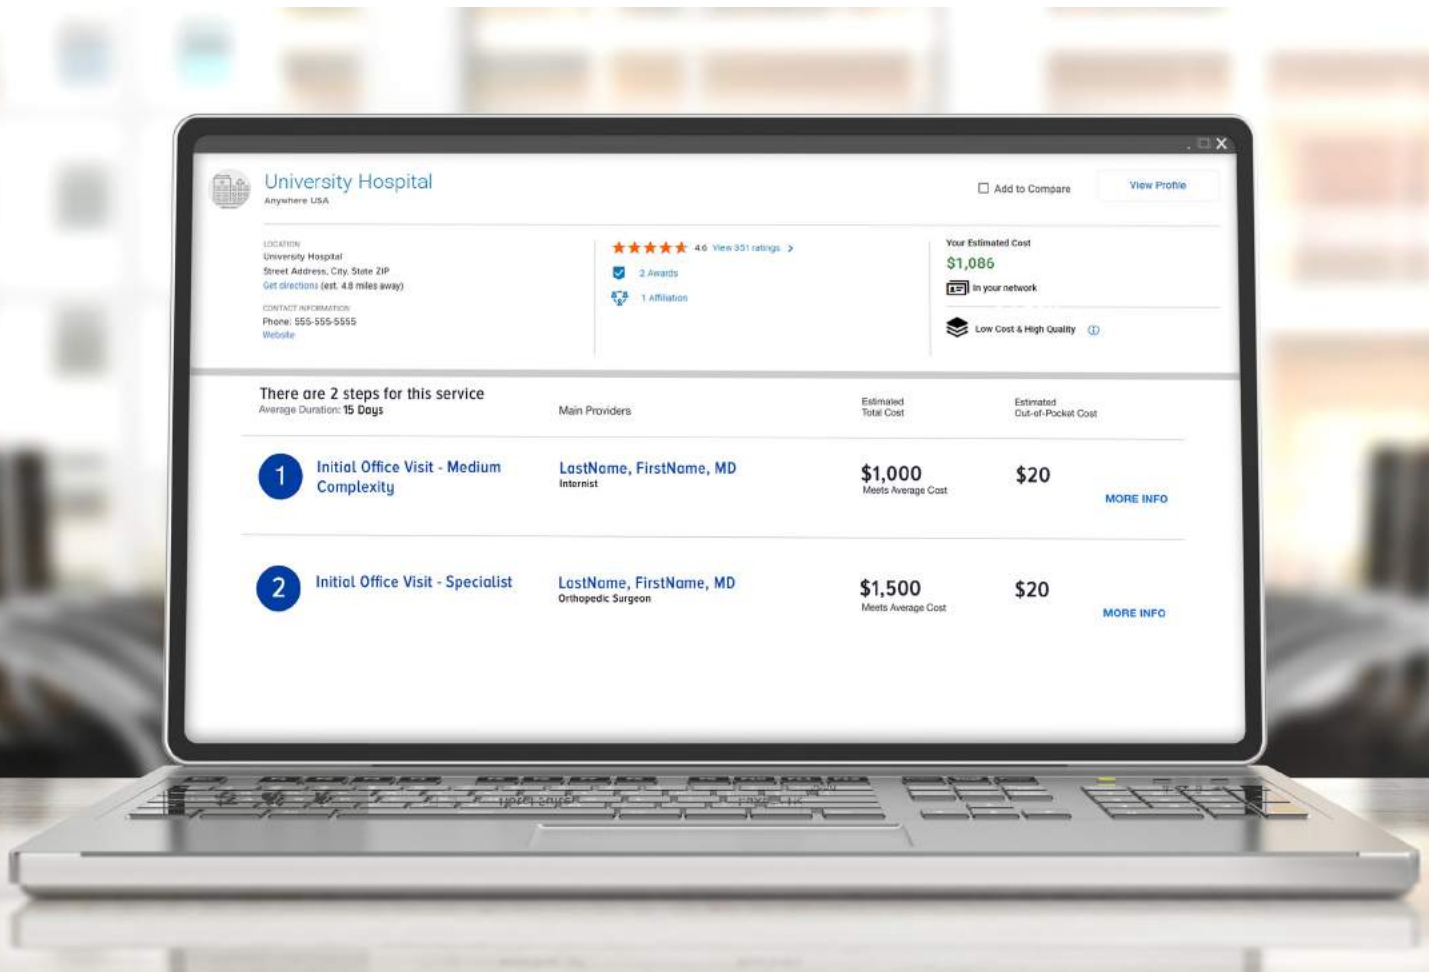 X
University Hospital
Anywhere USA
Add to Compare
View Profile
LOCATION
University Hospital
Street Address, City, State ZIP
Get directions (est. 4.8 miles away)
CONTACT INFORMATION
Phone: 555-555-5555
Website
4.6 View 351 ratings >
2 Awards
1 Affiliation
Your Estimated Cost
$1,086
In your network
Low Cost & High Quality
There are 2 steps for this service
Average Duration: 15 Days
Main Providers
Estimated
Total Cost
Estimated
Out-of-Pocket Cost
1
Initial Office Visit - Medium
Complexity
LastName, FirstName, MD
Internist
$1,000
Meets Average Cost
$20
MORE INFO
2
Initial Office Visit - Specialist
LastName, FirstName, MD
Orthopedic Surgeon
$1,500
Meets Average Cost
$20
MORE INFO